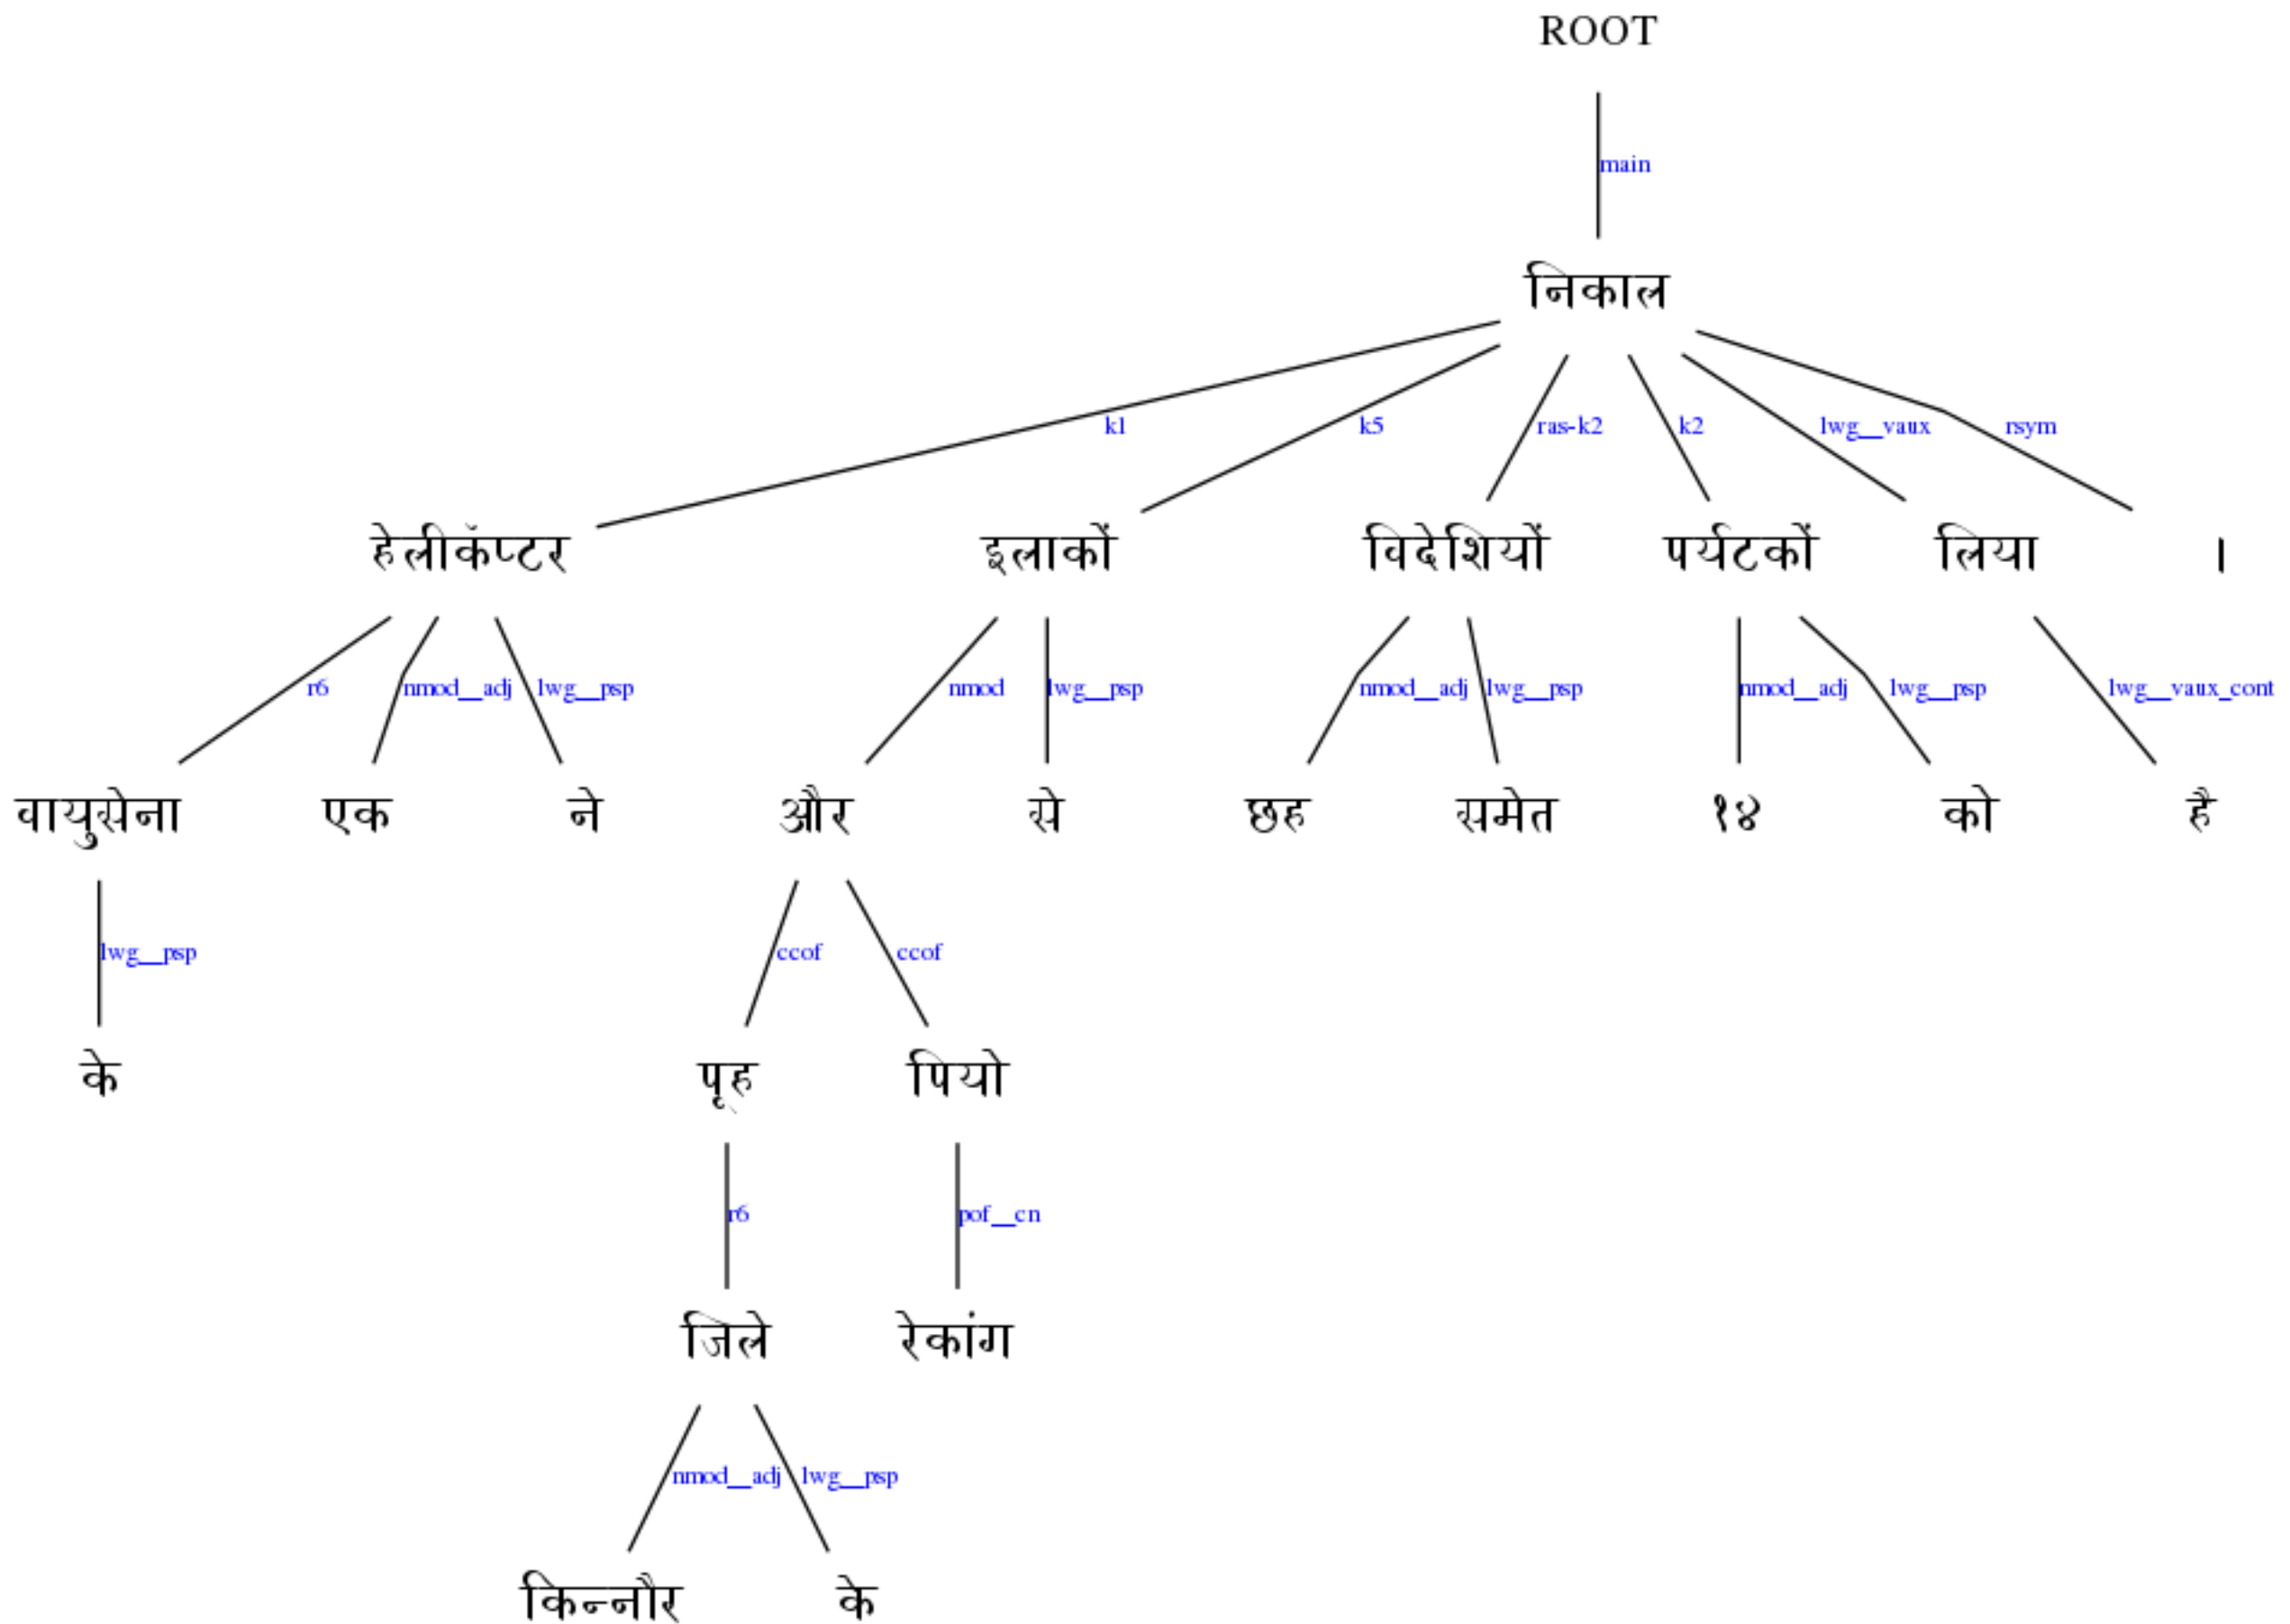 ROOT
main
निकाल
k1 k5 ras-k2 k2 lwg__vaux rsym
हेलीकॅप्टर इलाकों विदेशियों पर्यटकों लिया ।
r6 nmod__adj lwg__psp nmod lwg__psp nmod__adj lwg__psp nmod__adj lwg__psp lwg__vaux_cont
वायुसेना एक ने और से छह समेत १४ को है
lwg__psp ccof ccof
के पूह पियो
r6 pof__cn
जिले रेकांग
nmod__adj lwg__psp
किन्नौर के